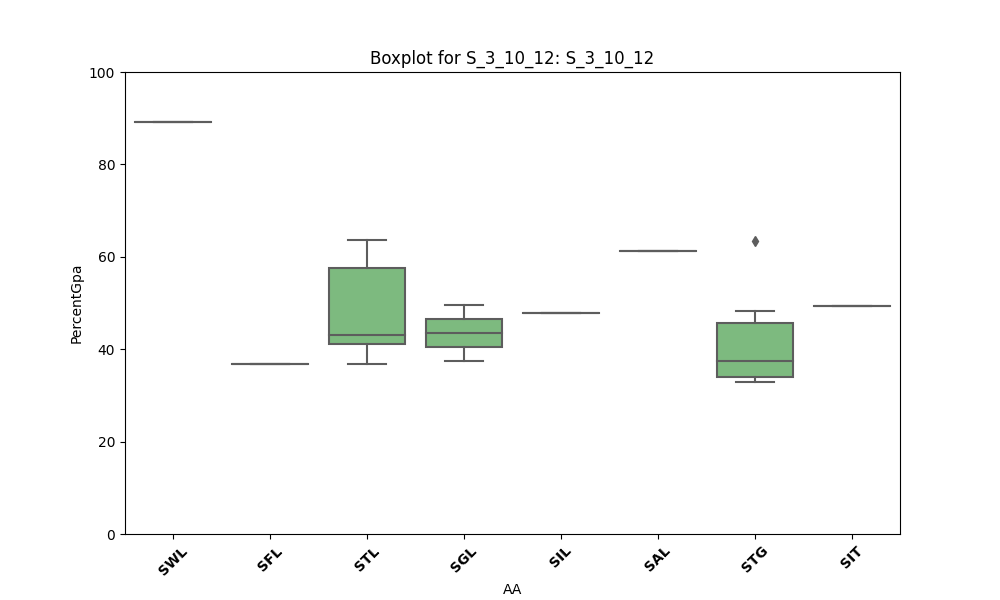 Boxplot for S_3_10_12: S_3_10_12
100
80
60
40
20
0
PercentGpa
SWL
SFL
STL
SGL
SIL
SAL
STG
SIT
AA